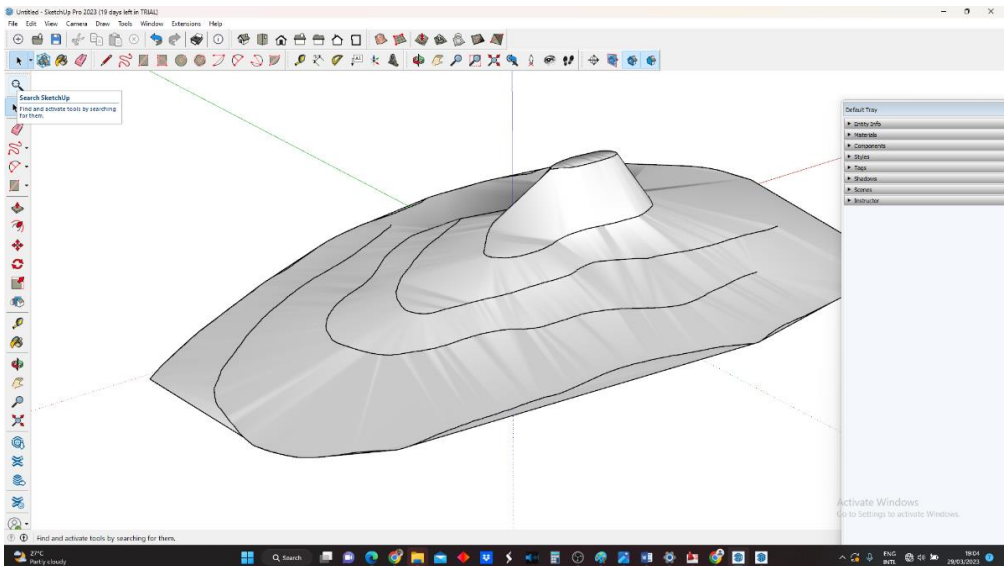 Untitled - SketchUp Pro 2023 (19 days left in TRIAL)
File Edit View Camera Draw Tools Window Extensions Help
Search SketchUp
Find and activate tools by searching
for them.
Default Tray
Entity Info
Materials
Components
Styles
Tags
Shadows
Scenes
Instructor
Activate Windows
Go to Settings to activate Windows.
Find and activate tools by searching for them.
27°C
Partly cloudy
Search
ENG
INTL
19:04
29/03/2023